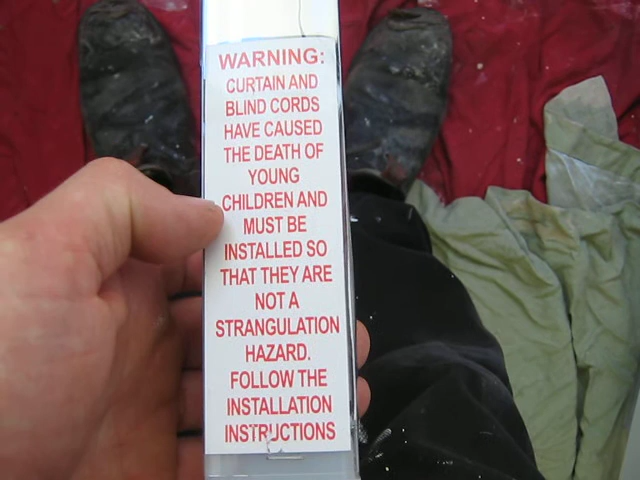 WARNING:
CURTAIN AND
BLIND CORDS
HAVE CAUSED
THE DEATH OF
YOUNG
CHILDREN AND
MUST BE
INSTALLED SO
THAT THEY ARE
NOT A
STRANGULATION
HAZARD.
FOLLOW THE
INSTALLATION
INSTRUCTIONS